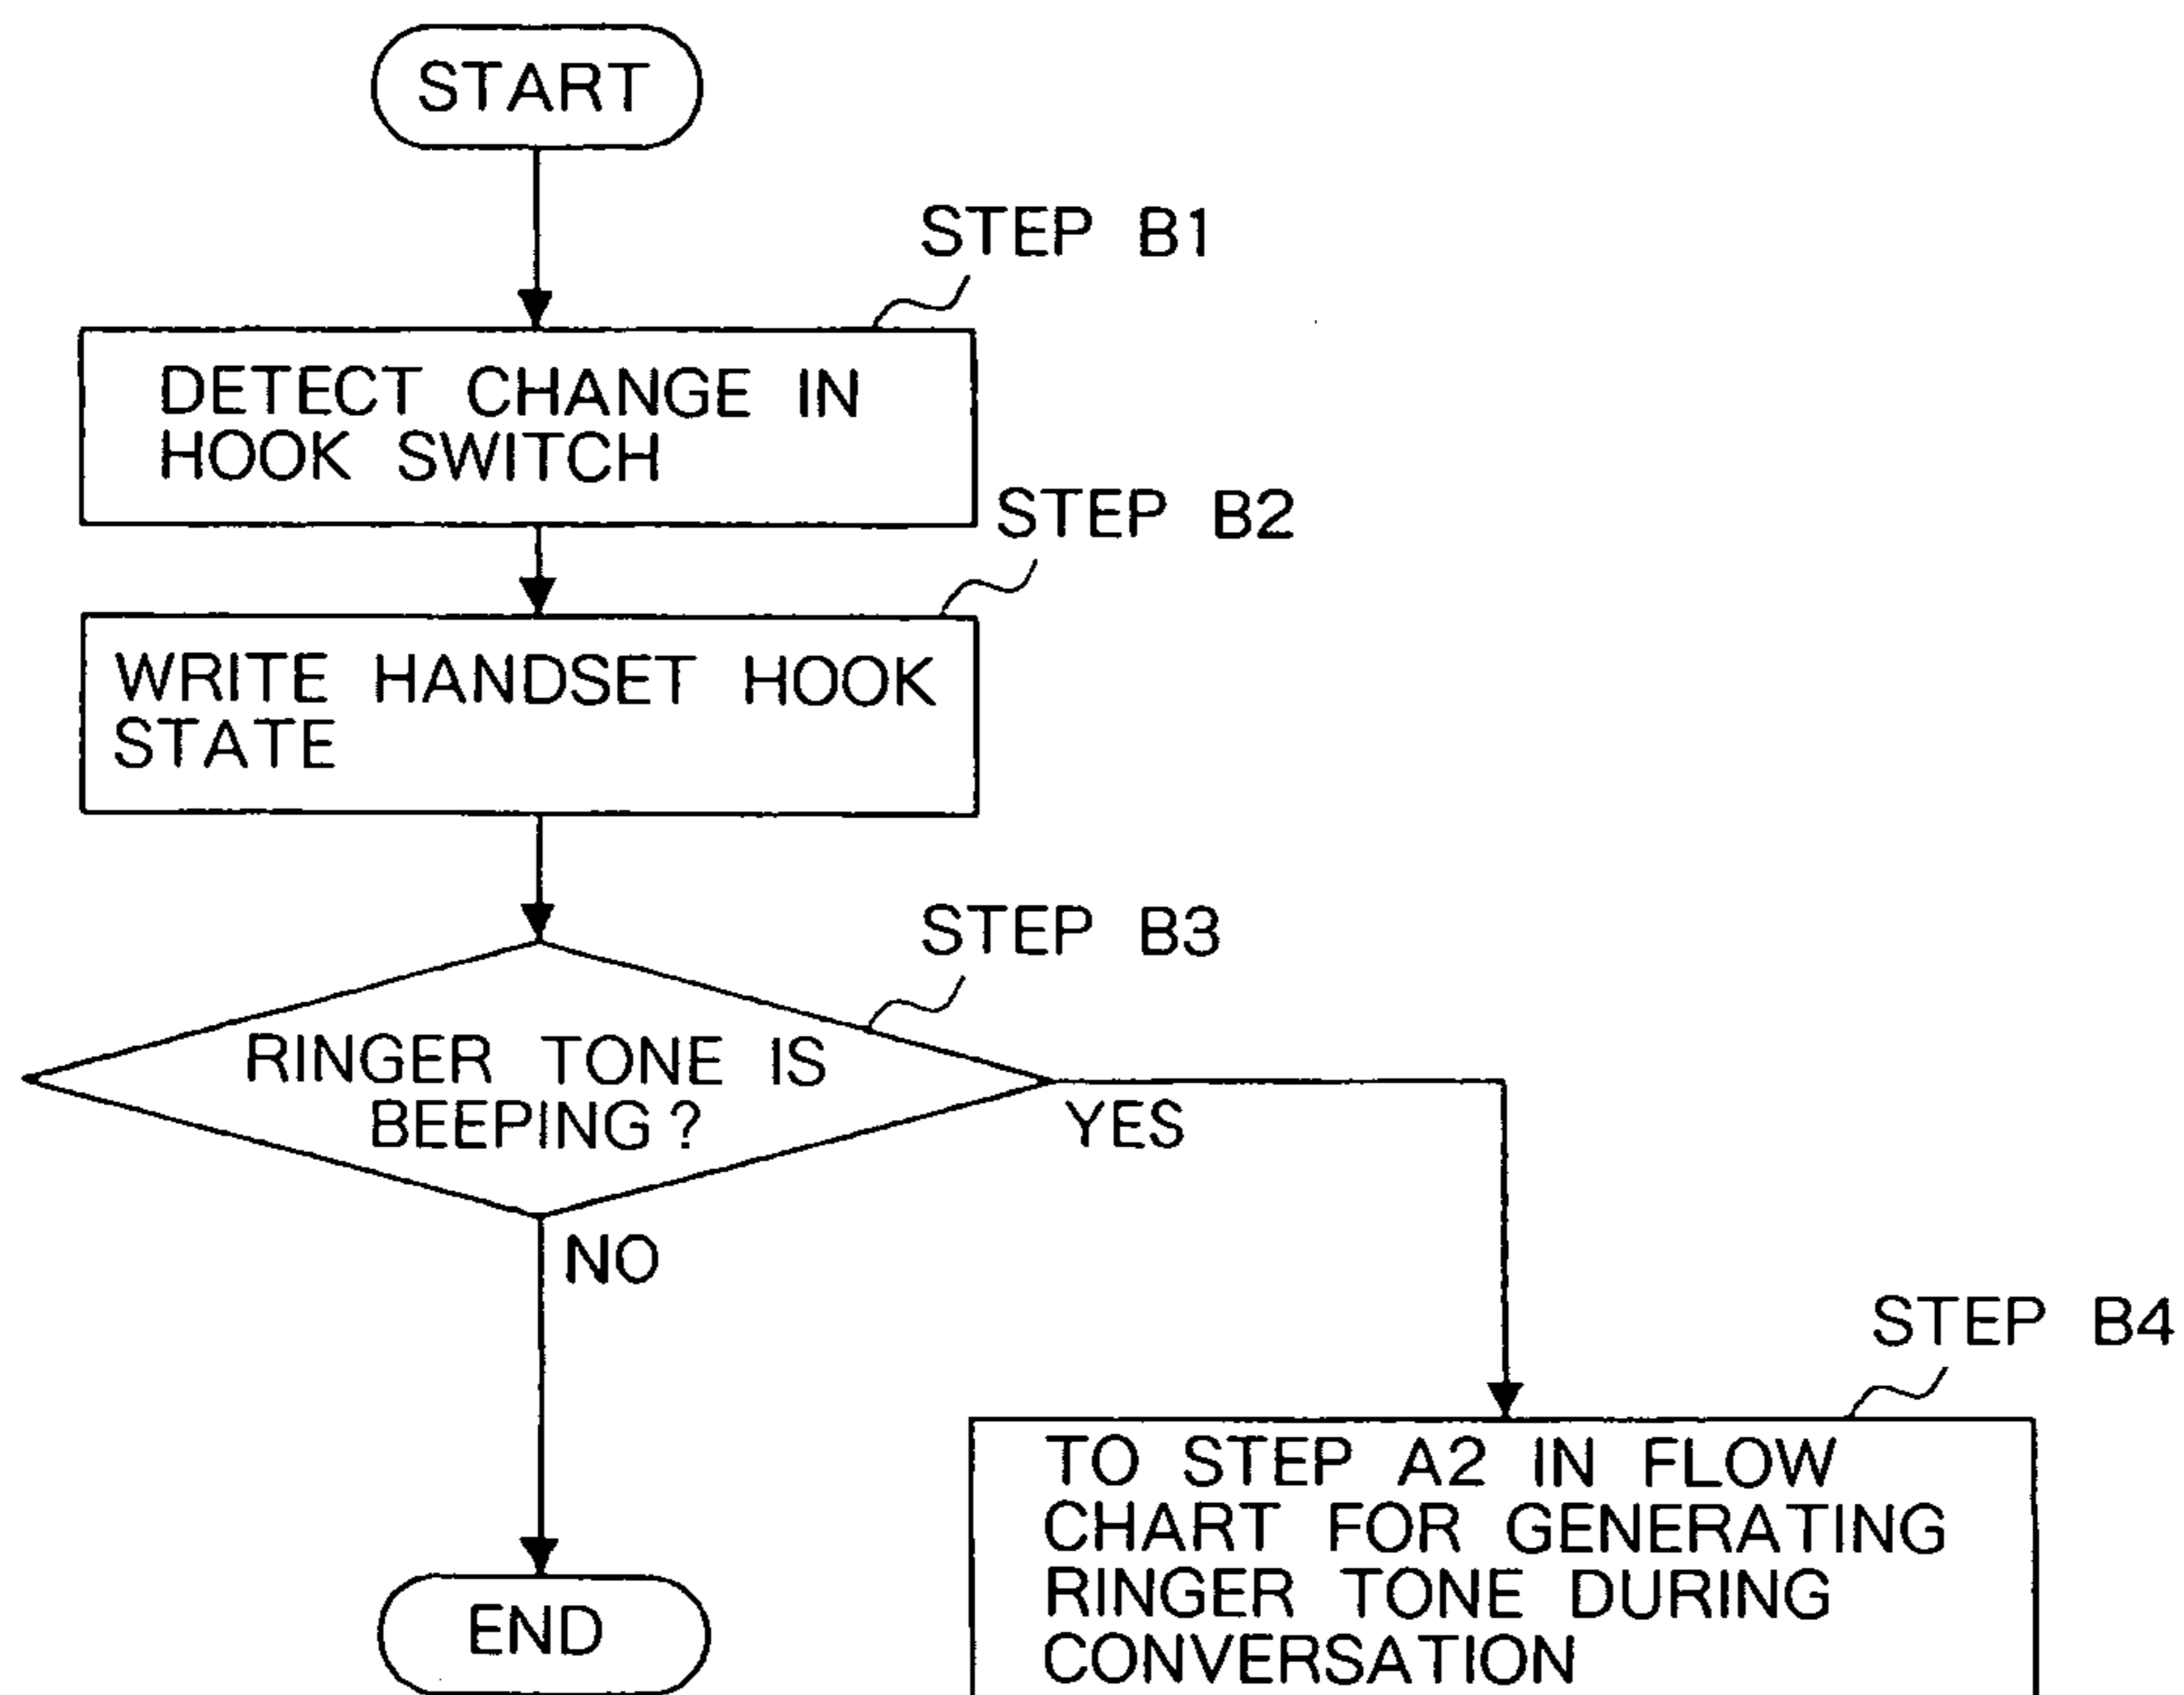 START
STEP B1
DETECT CHANGE IN
HOOK SWITCH
STEP B2
WRITE HANDSET HOOK
STATE
STEP B3
RINGER TONE IS
BEEPING?
YES
NO
STEP B4
TO STEP A2 IN FLOW
CHART FOR GENERATING
RINGER TONE DURING
CONVERSATION
END